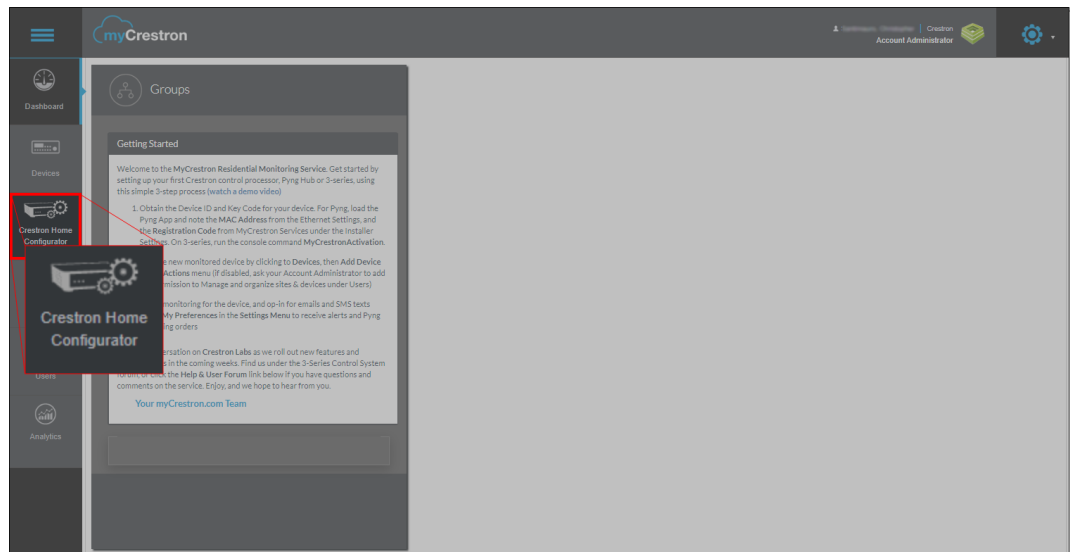 myCrestron
Crestron
Account Administrator
Dashboard
Devices
Crestron Home
Configurator
Crestron Home
Configurator
Users
Analytics
Groups
Getting Started
Welcome to the MyCrestron Residential Monitoring Service. Get started by
setting up your first Crestron control processor, Pyng Hub or 3-series, using
this simple 3-step process (watch a demo video)
1. Obtain the Device ID and Key Code for your device. For Pyng, load the
Pyng App and note the MAC Address from the Ethernet Settings, and
the Registration Code from MyCrestron Services under the Installer
Settings. On 3-series, run the console command MyCrestronActivation.
new monitored device by clicking to Devices, then Add Device
Actions menu (if disabled, ask your Account Administrator to add
mission to Manage and organize sites & devices under Users)
monitoring for the device, and op-in for emails and SMS texts
My Preferences in the Settings Menu to receive alerts and Pyng
ing orders
ersation on Crestron Labs as we roll out new features and
s in the coming weeks. Find us under the 3-Series Control System
forum, or click the Help & User Forum link below if you have questions and
comments on the service. Enjoy, and we hope to hear from you.
Your myCrestron.com Team